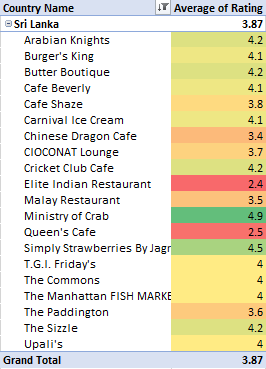 Country Name Average of Rating
Sri Lanka 3.87
Arabian Knights 4.2
Burger's King 4.1
Butter Boutique 4.2
Cafe Beverly 4.1
Cafe Shaze 3.8
Carnival Ice Cream 4.1
Chinese Dragon Cafe 3.4
CIOCONAT Lounge 3.7
Cricket Club Cafe 4.2
Elite Indian Restaurant 2.4
Malay Restaurant 3.5
Ministry of Crab 4.9
Queen's Cafe 2.5
Simply Strawberries By Jagr 4.5
T.G.I. Friday's 4
The Commons 4
The Manhattan FISH MARKE 4
The Paddington 3.6
The Sizzle 4.2
Upali's 4
Grand Total 3.87